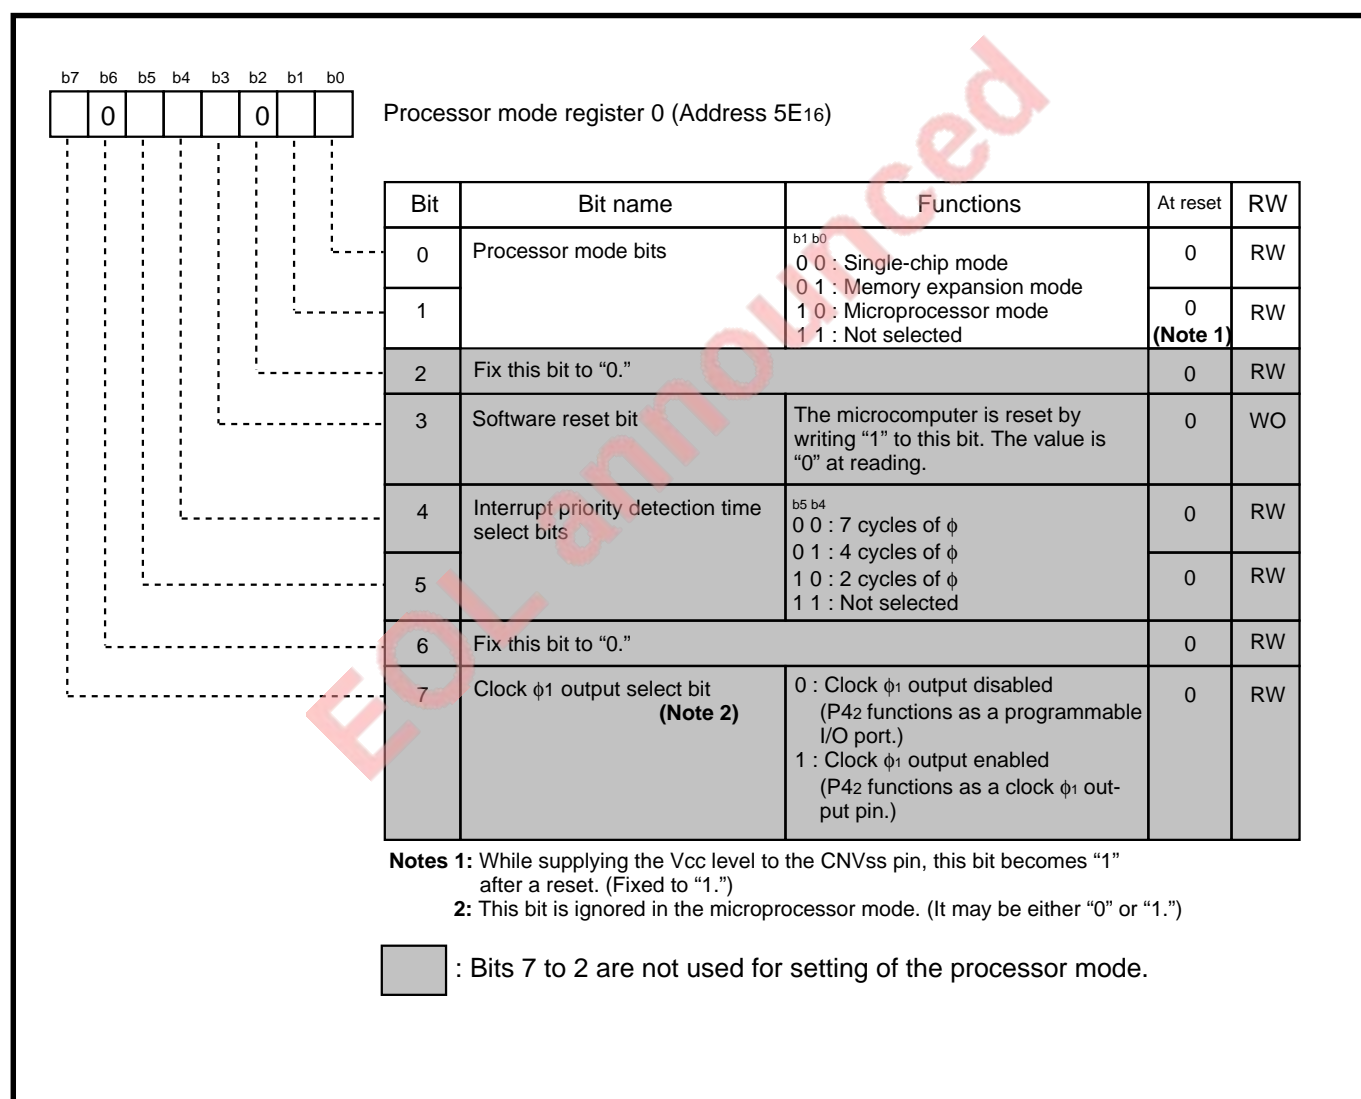 b7 b6 b5 b4 b3 b2 b1 b0
0 0
Processor mode register 0 (Address 5E16)
Bit Bit name Functions At reset RW
0 Processor mode bits b1 b0 0 RW
0 0 : Single-chip mode
0 1 : Memory expansion mode
1 1 0 : Microprocessor mode 0 RW
1 1 : Not selected (Note 1)
2 Fix this bit to “0.” 0 RW
3 Software reset bit The microcomputer is reset by 0 WO
writing “1” to this bit. The value is
“0” at reading.
4 Interrupt priority detection time b5 b4 0 RW
select bits 0 0 : 7 cycles of ϕ
0 1 : 4 cycles of ϕ
5 1 0 : 2 cycles of ϕ 0 RW
1 1 : Not selected
6 Fix this bit to “0.” 0 RW
7 Clock ϕ1 output select bit 0 : Clock ϕ1 output disabled 0 RW
(Note 2) (P42 functions as a programmable
I/O port.)
1 : Clock ϕ1 output enabled
(P42 functions as a clock ϕ1 out-
put pin.)
Notes 1: While supplying the Vcc level to the CNVss pin, this bit becomes “1”
after a reset. (Fixed to “1.”)
2: This bit is ignored in the microprocessor mode. (It may be either “0” or “1.”)
: Bits 7 to 2 are not used for setting of the processor mode.
EOL announced